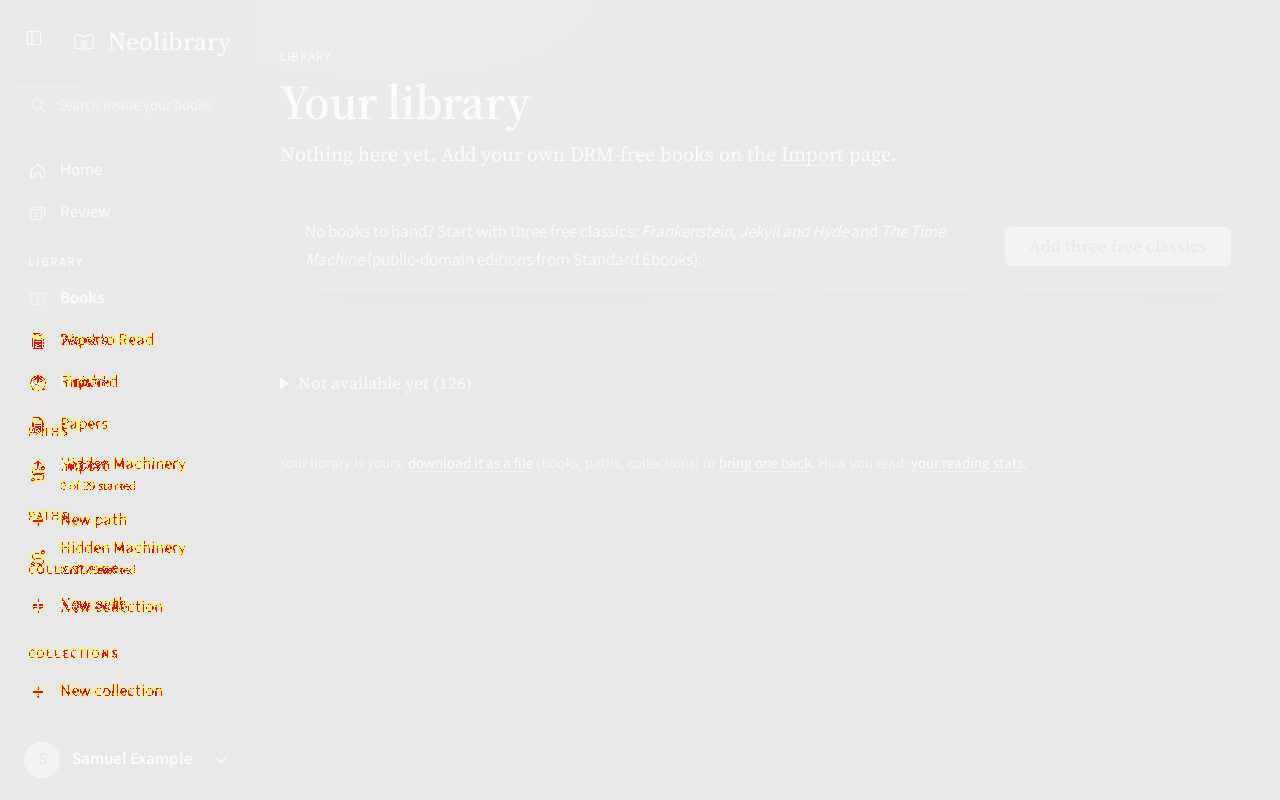 Neolibrary
Search inside your books
Home
Review
LIBRARY
Books
to Read
Papers
PATHS
Hidden Machinery
0 of 29 started
PATHS
New path
Hidden Machinery
COLLECTIONS
New collection
COLLECTIONS
New collection
S
Samuel Example
LIBRARY
Your library
Nothing here yet. Add your own DRM-free books on the Import page.
No books to hand? Start with three free classics: Frankenstein, Jekyll and Hyde and The Time
Machine (public-domain editions from Standard Ebooks).
Add three free classics
Not available yet (126)
Your library is yours: download it as a file (books, paths, collections) or bring one back. How you read: your reading stats.